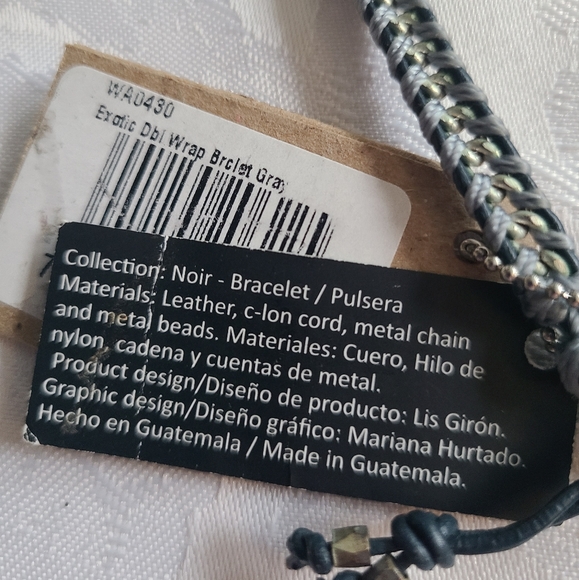 WA0430
Exotic Dbl Wrap Brclet Gray
Collection: Noir - Bracelet / Pulsera
Materials: Leather, c-lon cord, metal chain
and metal beads. Materiales: Cuero, Hilo de
nylon, cadena y cuentas de metal.
Product design/Diseño de producto: Lis Girón.
Graphic design/Diseño gráfico: Mariana Hurtado.
Hecho en Guatemala / Made in Guatemala.